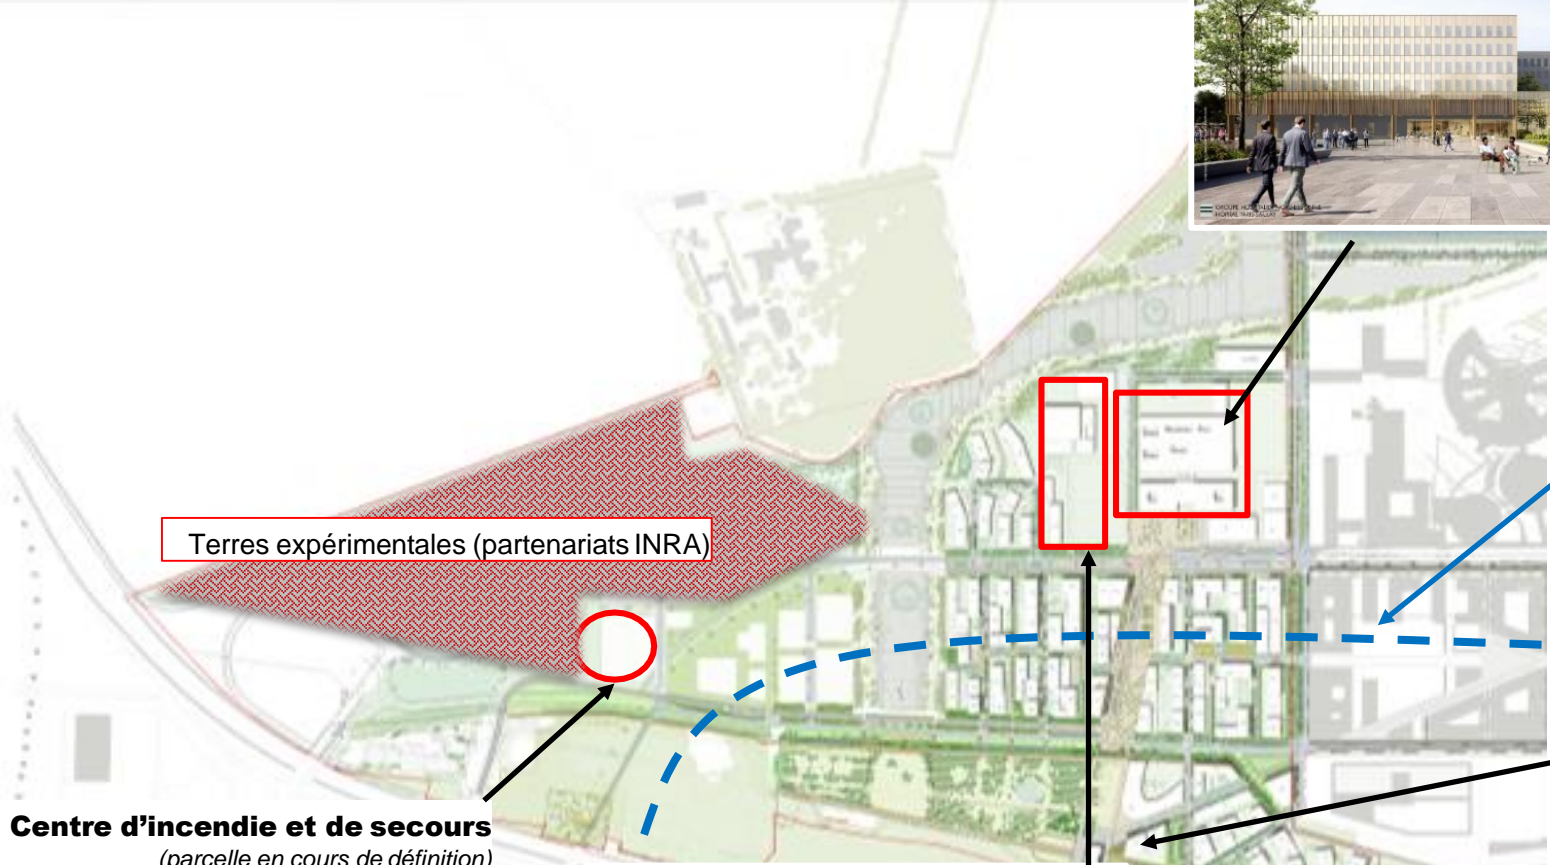 Terres expérimentales (partenariats INRA)
Centre d’incendie et de secours
(parcelle en cours de définition)